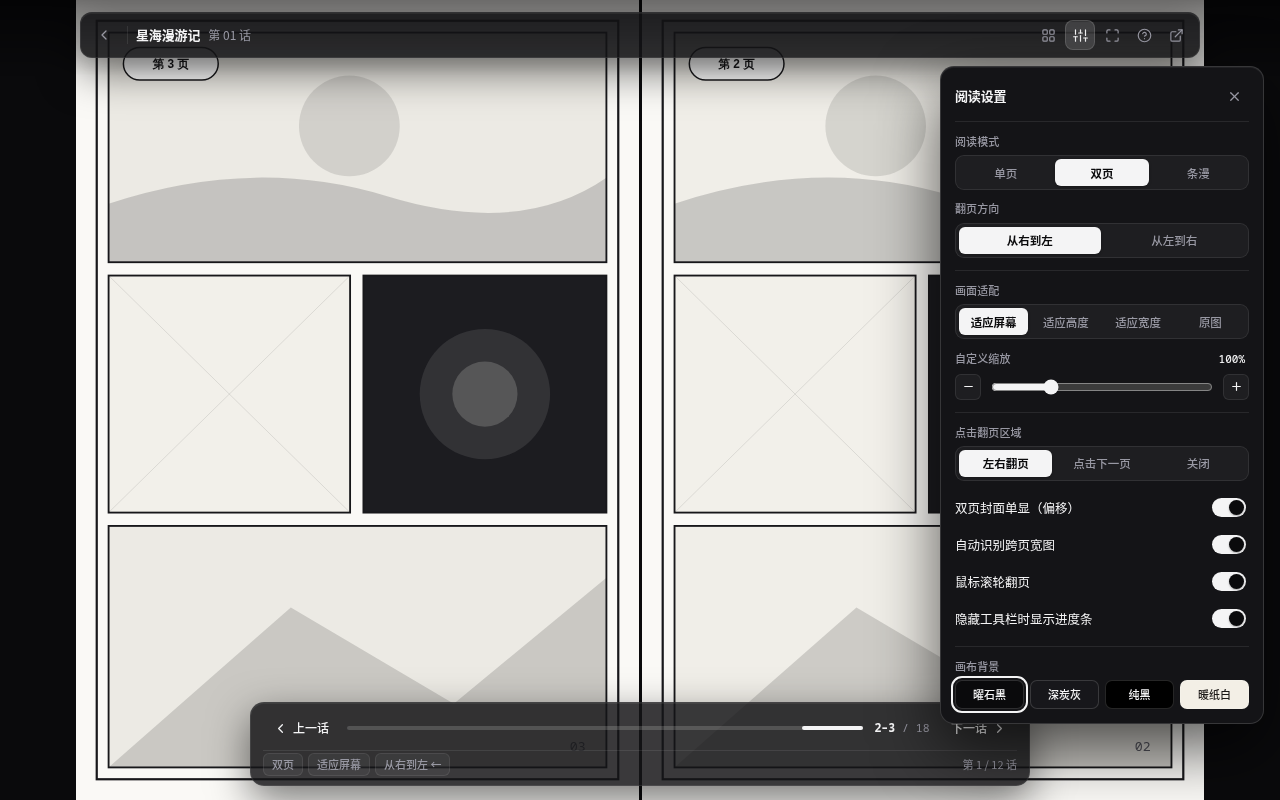 星海漫游记 第 01 话
第 3 页
第 2 页
阅读设置
阅读模式
单页 双页 条漫
翻页方向
从右到左 从左到右
画面适配
适应屏幕 适应高度 适应宽度 原图
自定义缩放 100%
点击翻页区域
左右翻页 点击下一页 关闭
双页封面单显（偏移）
自动识别跨页宽图
鼠标滚轮翻页
隐藏工具栏时显示进度条
画布背景
曜石黑 深炭灰 纯黑 暖纸白
上一话 2-3 / 18 下一话
03
02
双页 适应屏幕 从右到左 ← 第 1 / 12 话